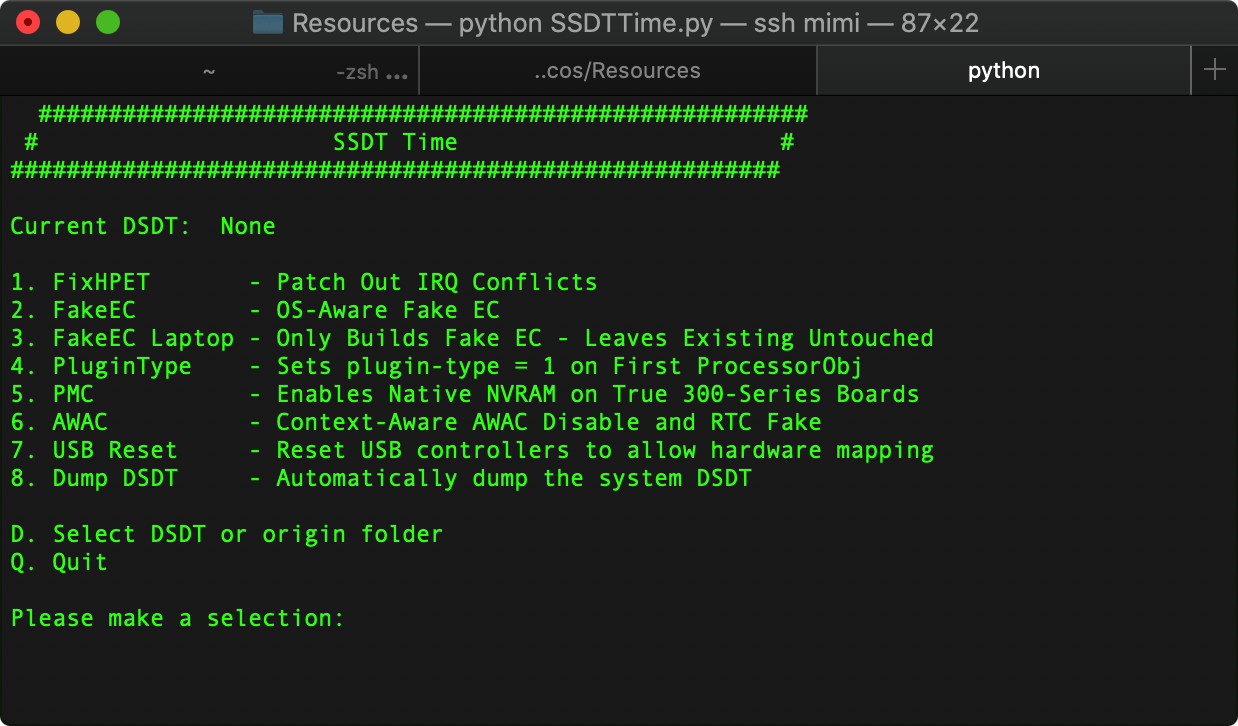 Resources — python SSDTTime.py — ssh mimi — 87×22
~ -zsh ... ..cos/Resources python
#######################################################
# SSDT Time #
#######################################################
Current DSDT: None
1. FixHPET - Patch Out IRQ Conflicts
2. FakeEC - OS-Aware Fake EC
3. FakeEC Laptop - Only Builds Fake EC - Leaves Existing Untouched
4. PluginType - Sets plugin-type = 1 on First ProcessorObj
5. PMC - Enables Native NVRAM on True 300-Series Boards
6. AWAC - Context-Aware AWAC Disable and RTC Fake
7. USB Reset - Reset USB controllers to allow hardware mapping
8. Dump DSDT - Automatically dump the system DSDT
D. Select DSDT or origin folder
Q. Quit
Please make a selection: